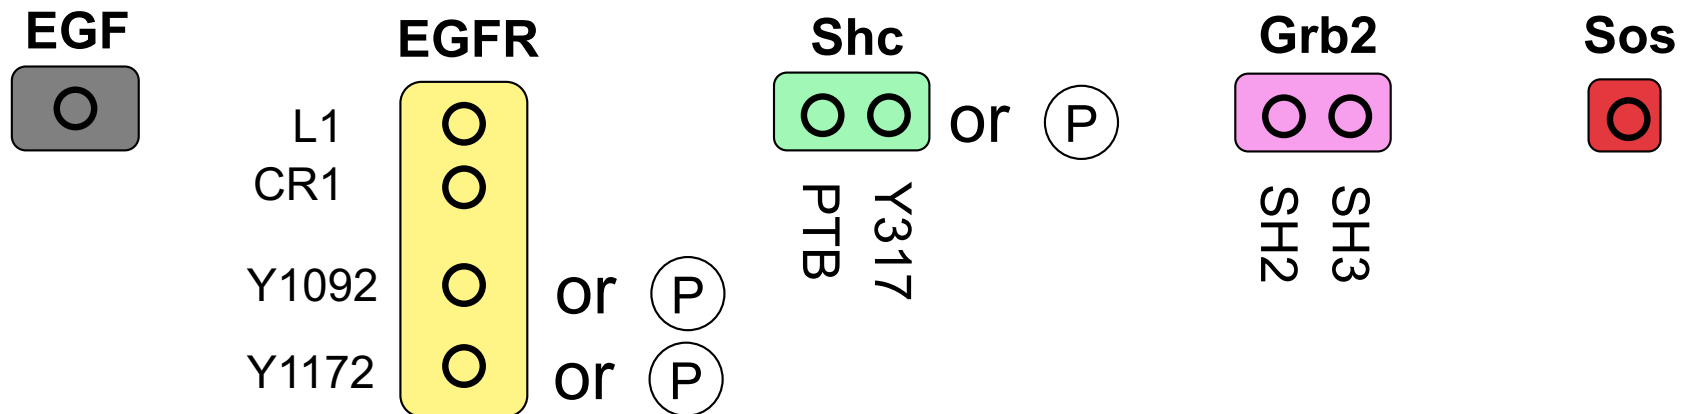 EGF
EGFR
Shc
Grb2
Sos
L1
CR1
Y1092
or P
Y1172
or P
or P
PTB
Y317
SH2
SH3